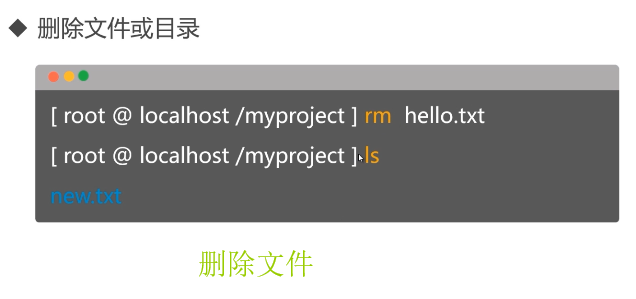 ◆ 删除文件或目录
[ root @ localhost /myproject ] rm hello.txt
[ root @ localhost /myproject ] ls
new.txt
删除文件